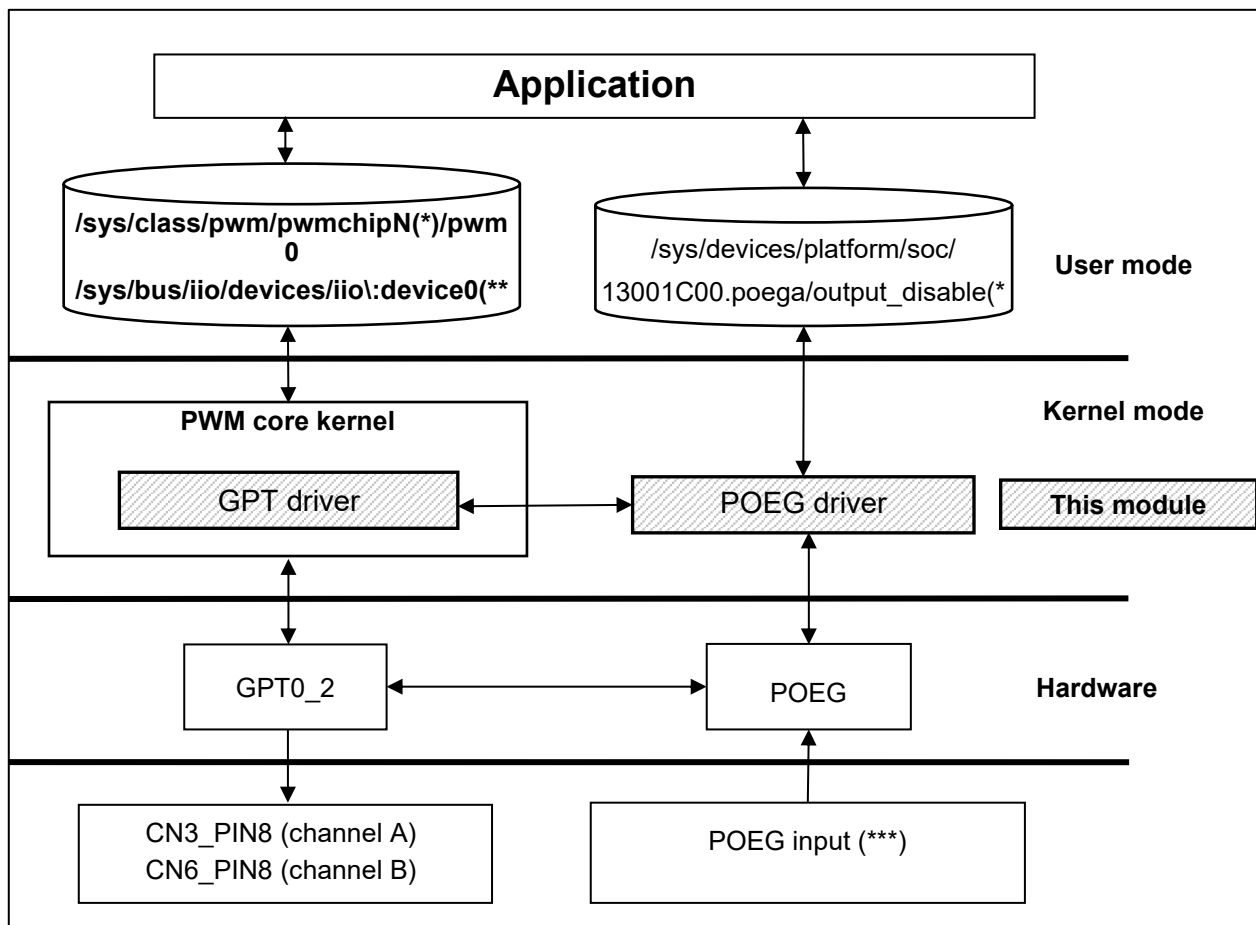 Application
/sys/class/pwm/pwmchipN(*)/pwm
0
/sys/bus/iio/devices/iio\:device0(**
/sys/devices/platform/soc/
13001C00.poega/output_disable(*
User mode
PWM core kernel
Kernel mode
GPT driver
POEG driver
This module
GPT0_2
POEG
Hardware
CN3_PIN8 (channel A)
CN6_PIN8 (channel B)
POEG input (***)